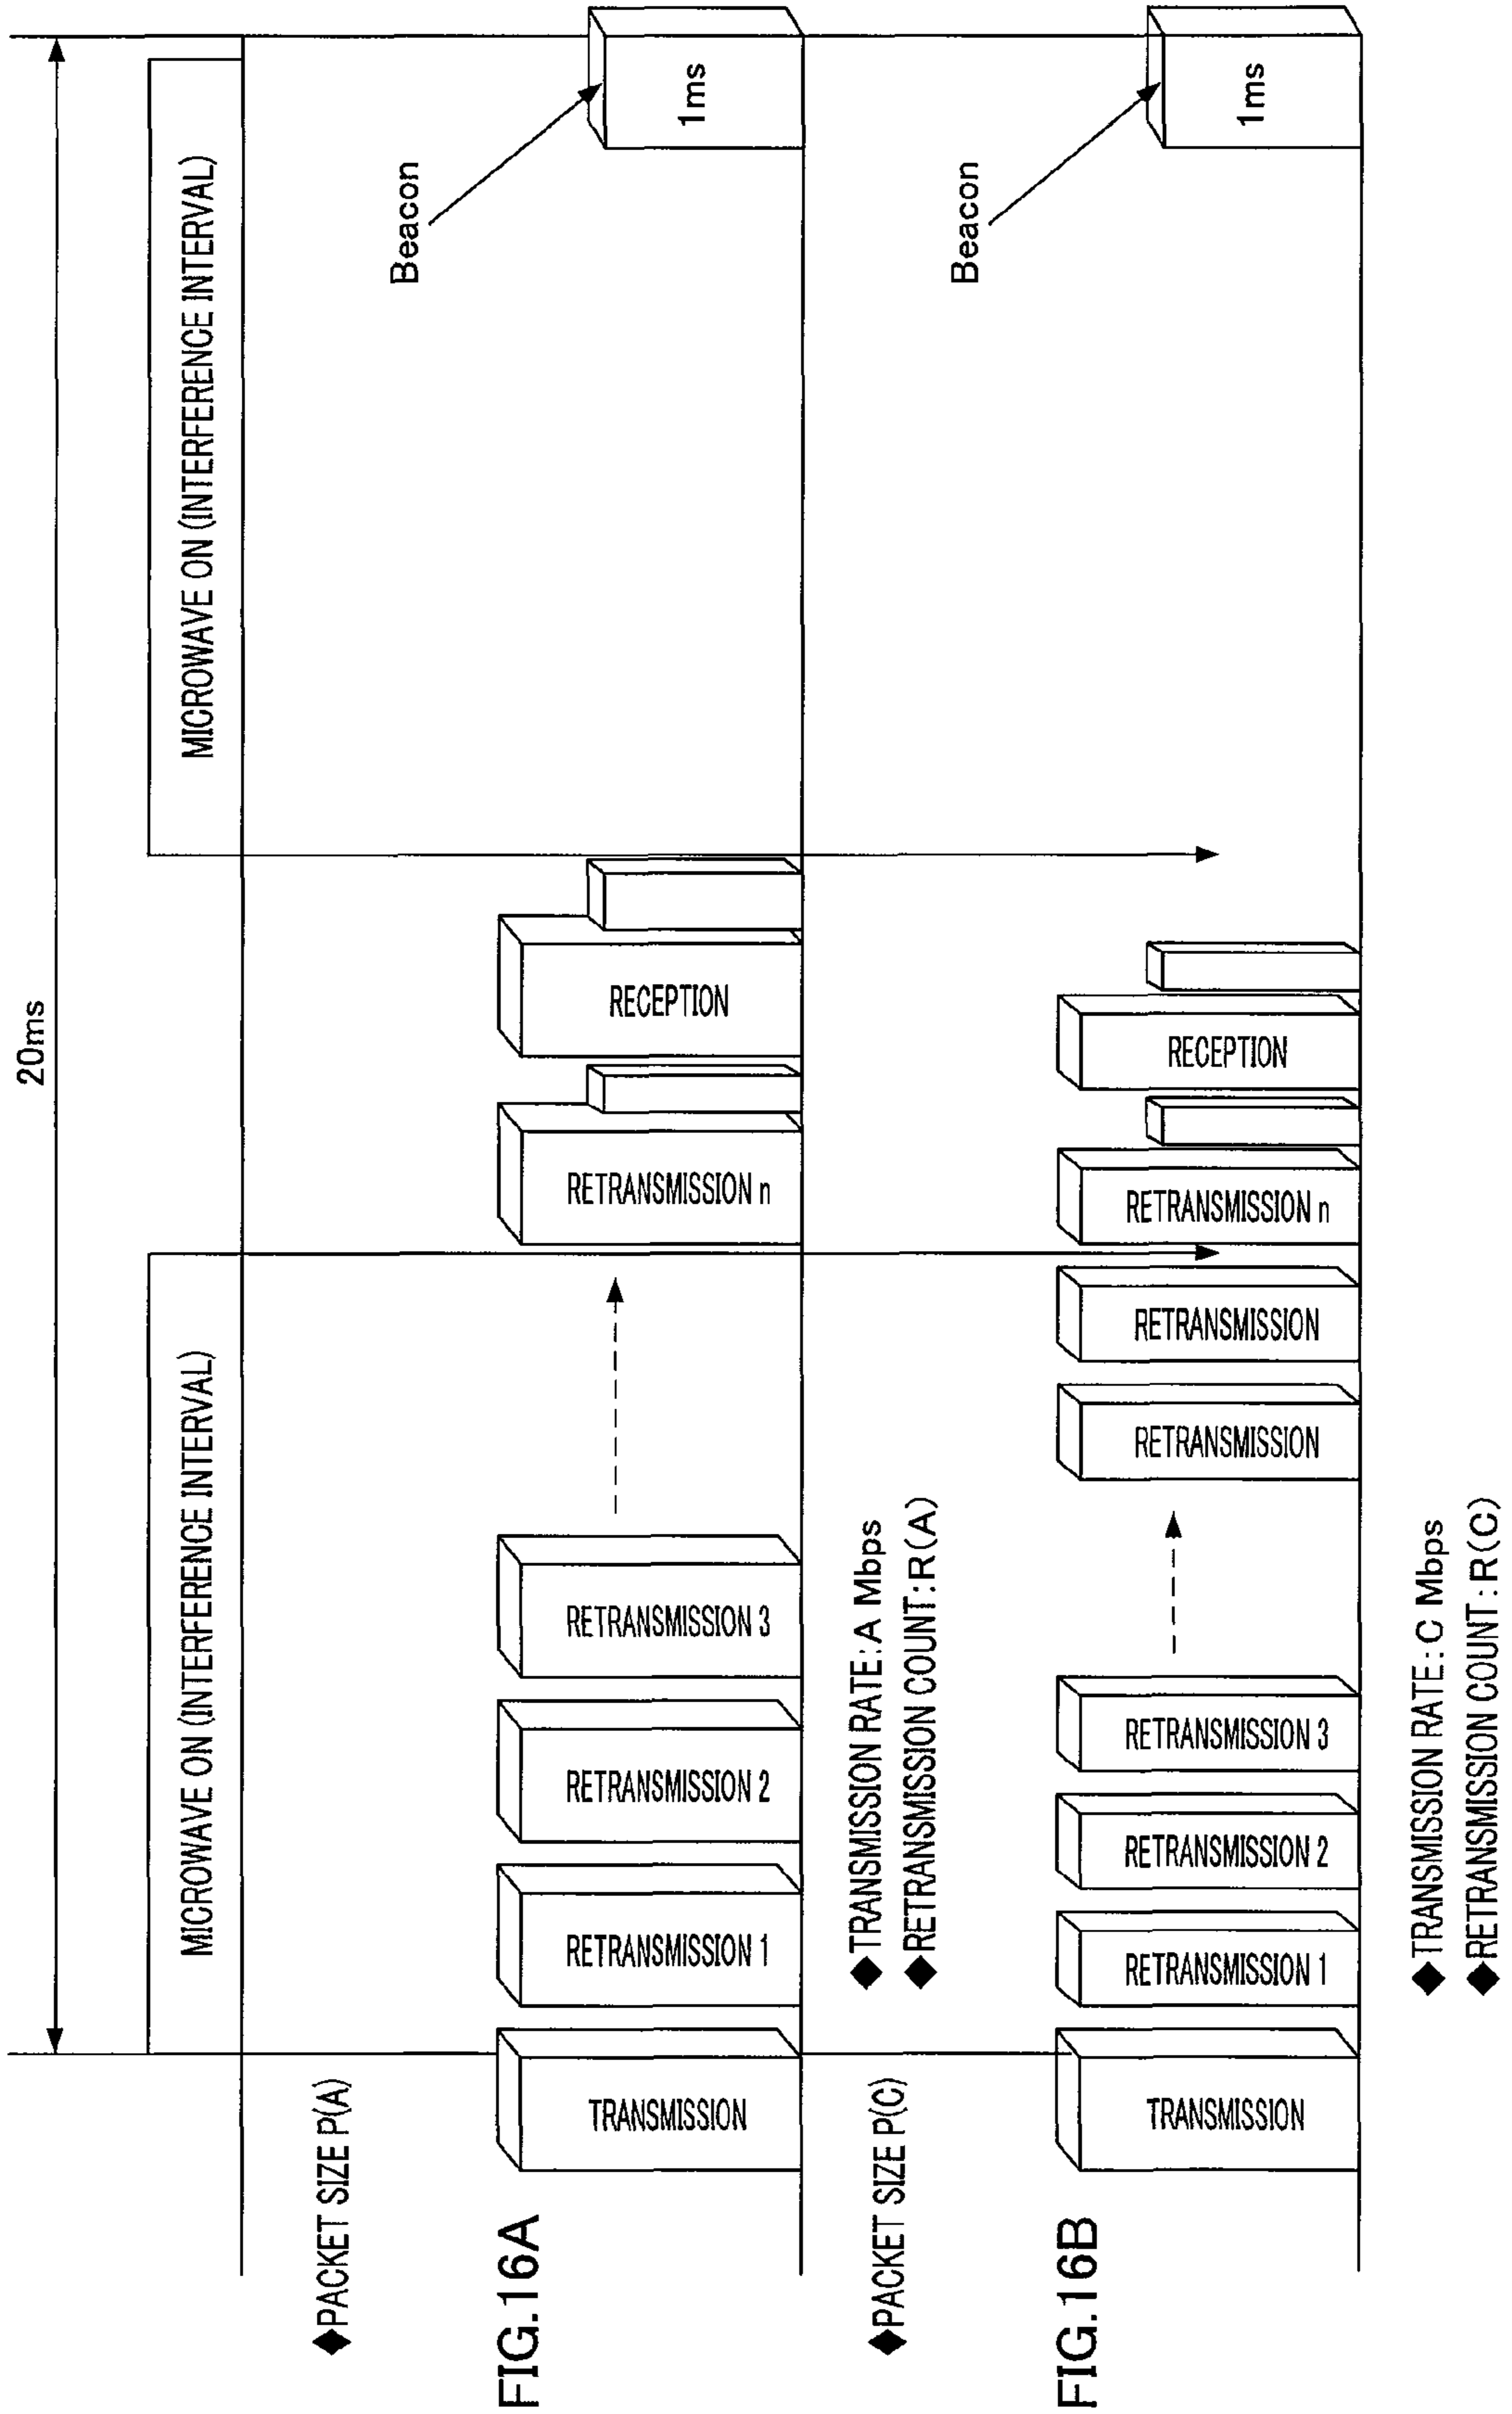 20ms
MICROWAVE ON (INTERFERENCE INTERVAL)
MICROWAVE ON (INTERFERENCE INTERVAL)
◆PACKET SIZE P(A)
FIG.16A
TRANSMISSION
RETRANSMISSION 1
RETRANSMISSION 2
RETRANSMISSION 3
RETRANSMISSION n
RECEPTION
Beacon
1ms
◆TRANSMISSION RATE:A Mbps
◆RETRANSMISSION COUNT:R(A)
◆PACKET SIZE P(C)
FIG.16B
TRANSMISSION
RETRANSMISSION 1
RETRANSMISSION 2
RETRANSMISSION 3
RETRANSMISSION
RETRANSMISSION
RETRANSMISSION n
RECEPTION
Beacon
1ms
◆TRANSMISSION RATE:C Mbps
◆RETRANSMISSION COUNT:R(C)